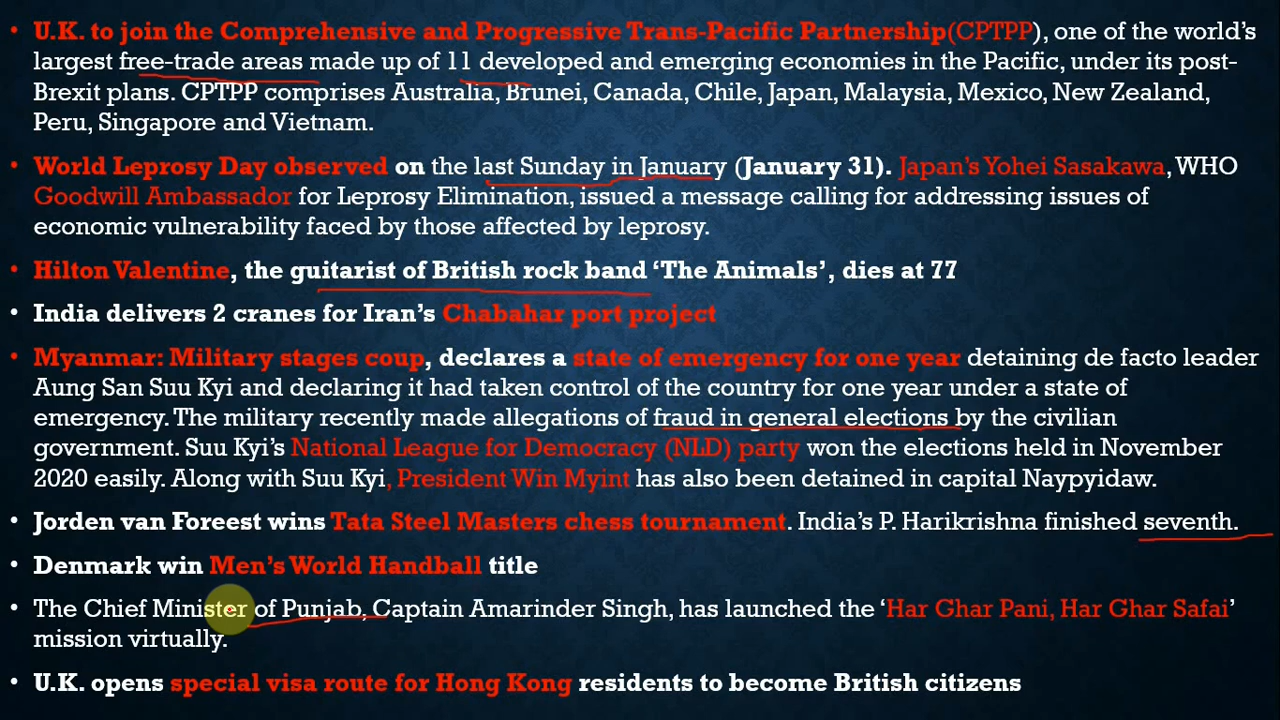 • U.K. to join the Comprehensive and Progressive Trans-Pacific Partnership(CPTPP), one of the world’s
largest free-trade areas made up of 11 developed and emerging economies in the Pacific, under its post-
Brexit plans. CPTPP comprises Australia, Brunei, Canada, Chile, Japan, Malaysia, Mexico, New Zealand,
Peru, Singapore and Vietnam.
• World Leprosy Day observed on the last Sunday in January (January 31). Japan’s Yohei Sasakawa, WHO
Goodwill Ambassador for Leprosy Elimination, issued a message calling for addressing issues of
economic vulnerability faced by those affected by leprosy.
• Hilton Valentine, the guitarist of British rock band ‘The Animals’, dies at 77
• India delivers 2 cranes for Iran’s Chabahar port project
• Myanmar: Military stages coup, declares a state of emergency for one year detaining de facto leader
Aung San Suu Kyi and declaring it had taken control of the country for one year under a state of
emergency. The military recently made allegations of fraud in general elections by the civilian
government. Suu Kyi’s National League for Democracy (NLD) party won the elections held in November
2020 easily. Along with Suu Kyi, President Win Myint has also been detained in capital Naypyidaw.
• Jorden van Foreest wins Tata Steel Masters chess tournament. India’s P. Harikrishna finished seventh.
• Denmark win Men’s World Handball title
• The Chief Minister of Punjab, Captain Amarinder Singh, has launched the ‘Har Ghar Pani, Har Ghar Safai’
mission virtually.
• U.K. opens special visa route for Hong Kong residents to become British citizens